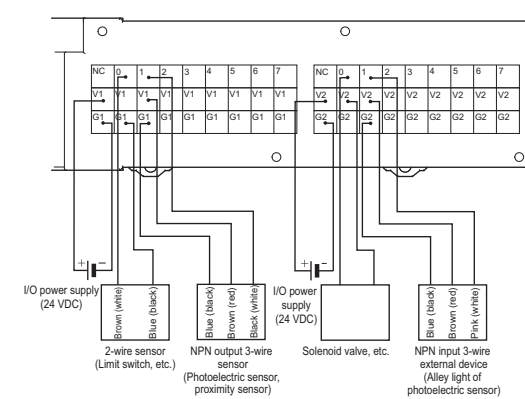 NC 0 1 2 3 4 5 6 7 NC 0 1 2 3 4 5 6 7
V1 V1 V1 V1 V1 V1 V1 V1 V1 V2 V2 V2 V2 V2 V2 V2 V2 V2
G1 G1 G1 G1 G1 G1 G1 G1 G1 G2 G2 G2 G2 G2 G2 G2 G2 G2
+ −
I/O power supply
(24 VDC)
Brown (white)
Blue (black)
2-wire sensor
(Limit switch, etc.)
Blue (black)
Brown (red)
Black (white)
NPN output 3-wire
sensor
(Photoelectric sensor,
proximity sensor)
+ −
I/O power
supply
(24 VDC)
Solenoid valve, etc.
Blue (black)
Brown (red)
Pink (white)
NPN input 3-wire
external device
(Alley light of
photoelectric sensor)